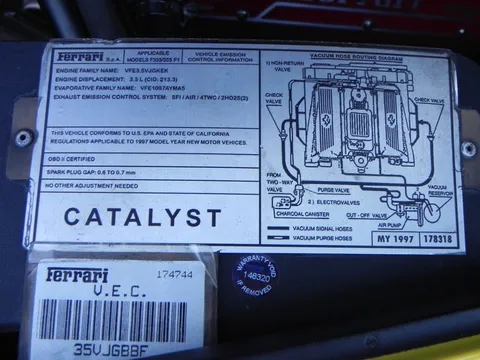 Ferrari S.p.A.
APPLICABLE
MODELS F355/355 F1
VEHICLE EMISSION
CONTROL INFORMATION
ENGINE FAMILY NAME: VFE3.5VJGKEK
ENGINE DISPLACEMENT: 3.5 L (CID: 213.3)
EVAPORATIVE FAMILY NAME: VFE1087AYMA5
EXHAUST EMISSION CONTROL SYSTEM: SFI / AIR / 4TWC / 2HO2S(2)
THIS VEHICLE CONFORMS TO U.S. EPA AND STATE OF CALIFORNIA
REGULATIONS APPLICABLE TO 1997 MODEL YEAR NEW MOTOR VEHICLES.
OBD II CERTIFIED
SPARK PLUG GAP: 0.6 TO 0.7 mm
NO OTHER ADJUSTMENT NEEDED
CATALYST
VACUUM HOSE ROUTING DIAGRAM
1) NON-RETURN
VALVE
CHECK
VALVE
CHECK
VALVE
FROM
TWO-WAY
VALVE
PURGE VALVE
2) ELECTROVALVES
VACUUM
RESERVOIR
CHARCOAL CANISTER
CUT - OFF VALVE
AIR PUMP
VACUUM SIGNAL HOSES
VACUUM PURGE HOSES
MY 1997
178318
Ferrari
174744
V.E.C.
35VJGBBF
WARRANTY VOID
146320
IF REMOVED